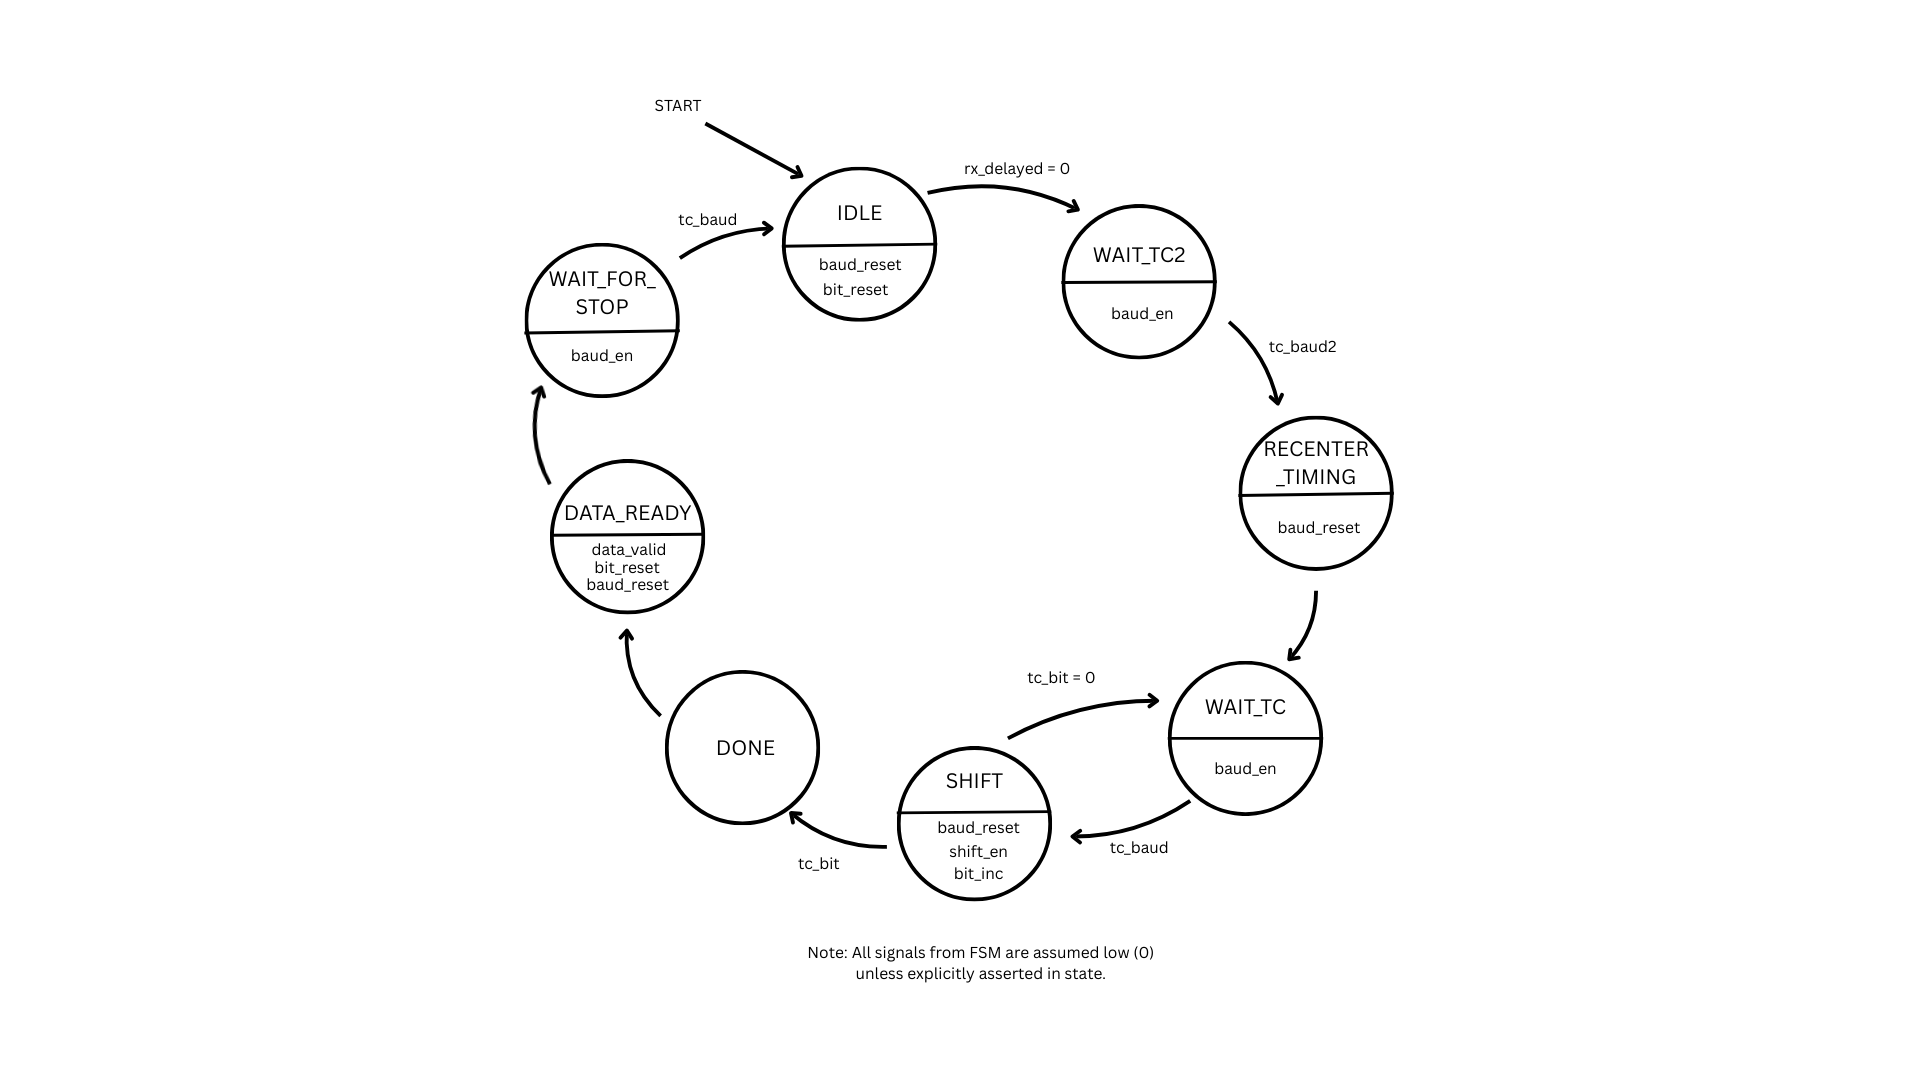 START
rx_delayed = 0
IDLE
baud_reset
bit_reset
tc_baud
WAIT_TC2
baud_en
WAIT_FOR_
STOP
baud_en
tc_baud2
RECENTER
_TIMING
baud_reset
DATA_READY
data_valid
bit_reset
baud_reset
tc_bit = 0
WAIT_TC
baud_en
DONE
SHIFT
baud_reset
shift_en
bit_inc
tc_baud
tc_bit
Note: All signals from FSM are assumed low (0)
unless explicitly asserted in state.